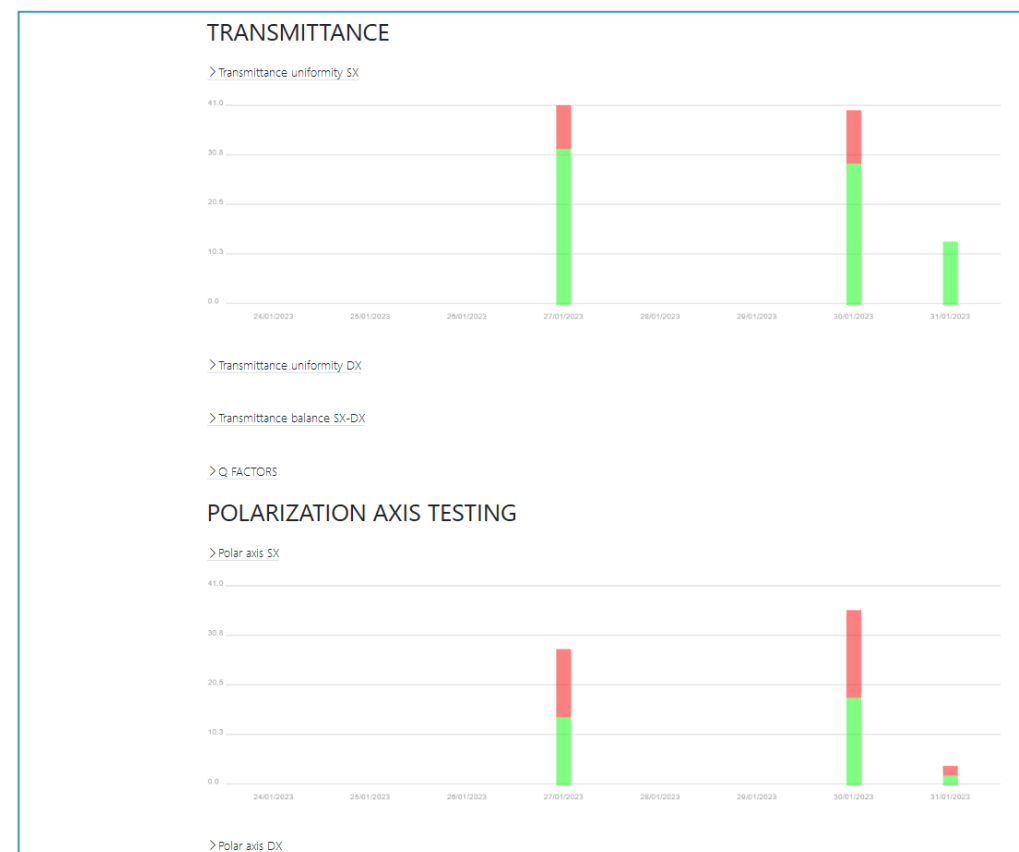 TRANSMITTANCE
Transmittance uniformity SX
41.0
30.8
20.5
10.3
0.0
24/01/2023 25/01/2023 26/01/2023 27/01/2023 28/01/2023 29/01/2023 30/01/2023 31/01/2023
Transmittance uniformity DX
Transmittance balance SX-DX
Q FACTORS
POLARIZATION AXIS TESTING
Polar axis SX
41.0
30.8
20.5
10.3
0.0
24/01/2023 25/01/2023 26/01/2023 27/01/2023 28/01/2023 29/01/2023 30/01/2023 31/01/2023
Polar axis DX